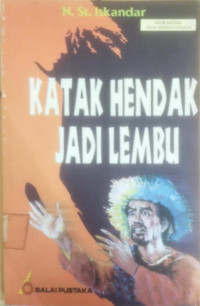 N. St. Iskandar
KATAK HENDAK
JADI LEMBU
BALAI PUSTAKA